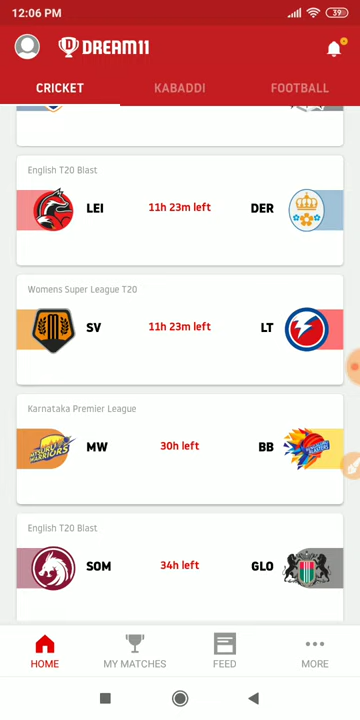 12:06 PM
39
DREAM11
CRICKET KABADDI FOOTBALL
English T20 Blast
LEI 11h 23m left DER
Womens Super League T20
SV 11h 23m left LT
Karnataka Premier League
MW 30h left BB
English T20 Blast
SOM 34h left GLO
HOME MY MATCHES FEED MORE